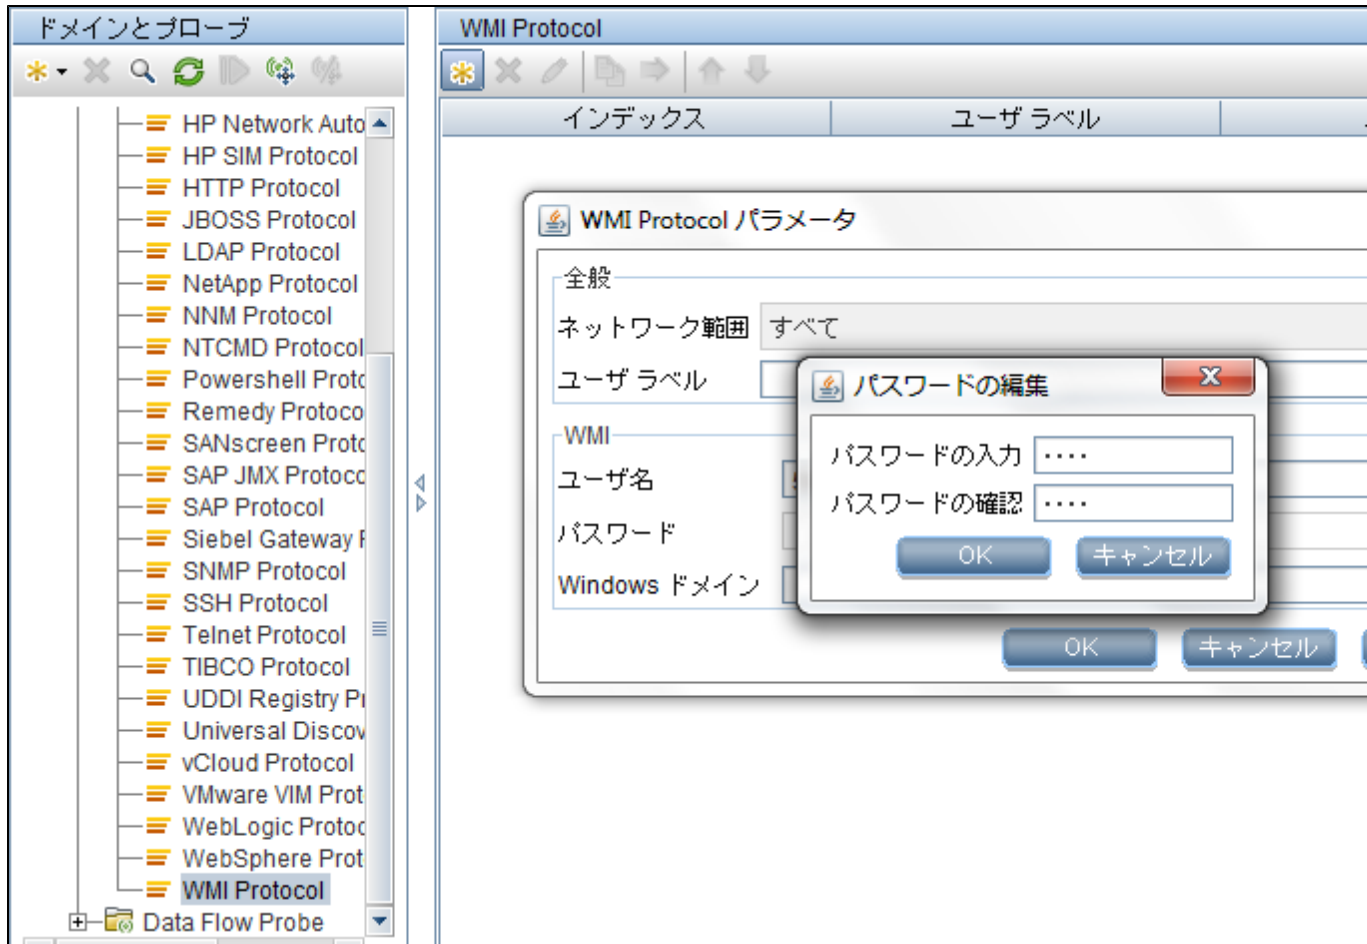 ドメインとプローブ
HP Network Auto
HP SIM Protocol
HTTP Protocol
JBOSS Protocol
LDAP Protocol
NetApp Protocol
NNM Protocol
NTCMD Protocol
Powershell Proto
Remedy Protoco
SANscreen Proto
SAP JMX Protoco
SAP Protocol
Siebel Gateway P
SNMP Protocol
SSH Protocol
Telnet Protocol
TIBCO Protocol
UDDI Registry Pr
Universal Discov
vCloud Protocol
VMware VIM Prot
WebLogic Protoc
WebSphere Prot
WMI Protocol
Data Flow Probe
WMI Protocol
インデックス ユーザ ラベル
WMI Protocol パラメータ
全般
ネットワーク範囲 すべて
ユーザ ラベル
WMI
ユーザ名
パスワード
Windows ドメイン
OK キャンセル
パスワードの編集
パスワードの入力 ····
パスワードの確認 ····
OK キャンセル